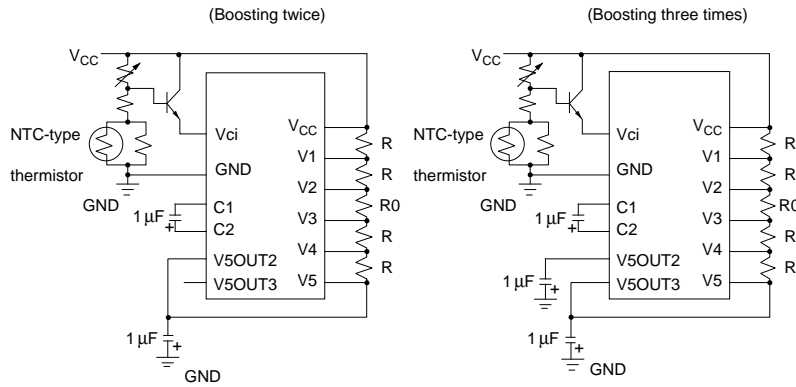 (Boosting twice)
VCC
NTC-type
thermistor
GND
1 µF
+
Vci
GND
C1
C2
V5OUT2
V5OUT3
VCC
V1
V2
V3
V4
V5
R
R
R0
R
R
1 µF
+
GND
(Boosting three times)
VCC
NTC-type
thermistor
GND
1 µF
+
Vci
GND
C1
C2
V5OUT2
V5OUT3
VCC
V1
V2
V3
V4
V5
R
R
R0
R
R
1 µF
+
1 µF
+
GND